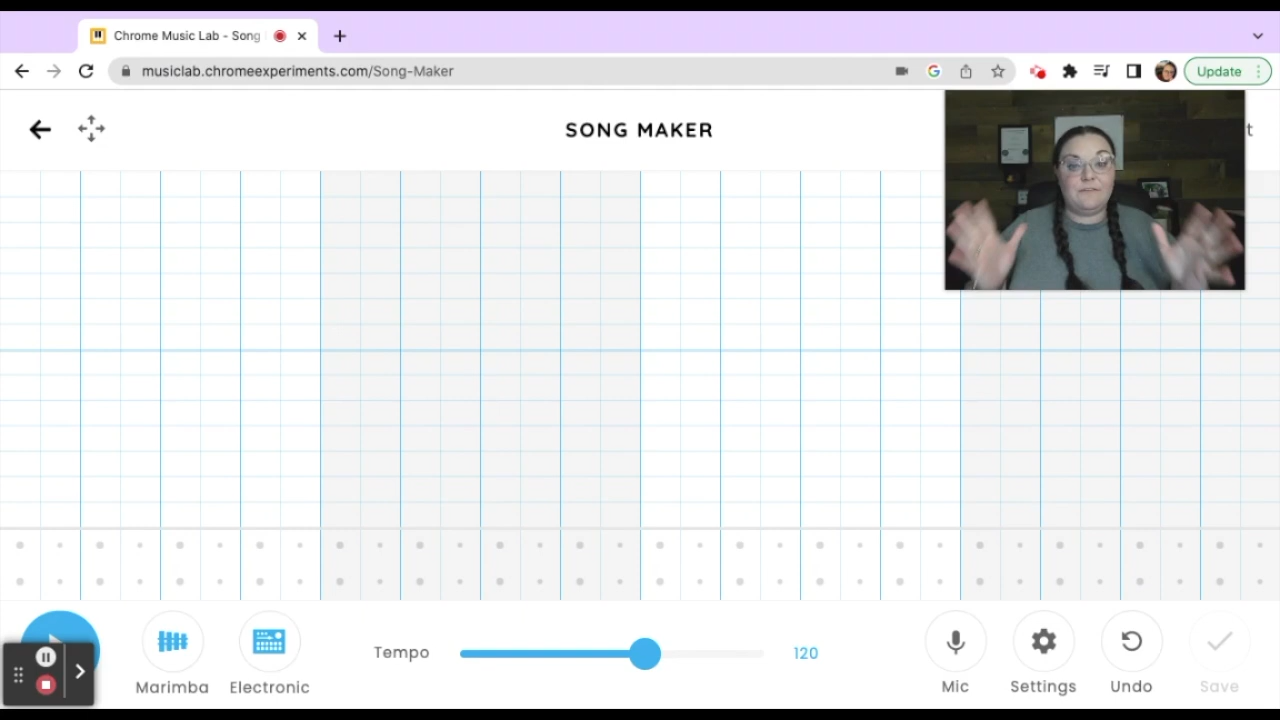 Chrome Music Lab - Song
musiclab.chromeexperiments.com/Song-Maker
Update
SONG MAKER
t
Tempo
120
Marimba
Electronic
Mic
Settings
Undo
Save